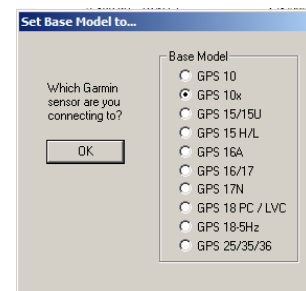 Set Base Model to...
Which Garmin
sensor are you
connecting to?
OK
Base Model
GPS 10
GPS 10x
GPS 15/15U
GPS 15 H/L
GPS 16A
GPS 16/17
GPS 17N
GPS 18 PC / LVC
GPS 18-5Hz
GPS 25/35/36